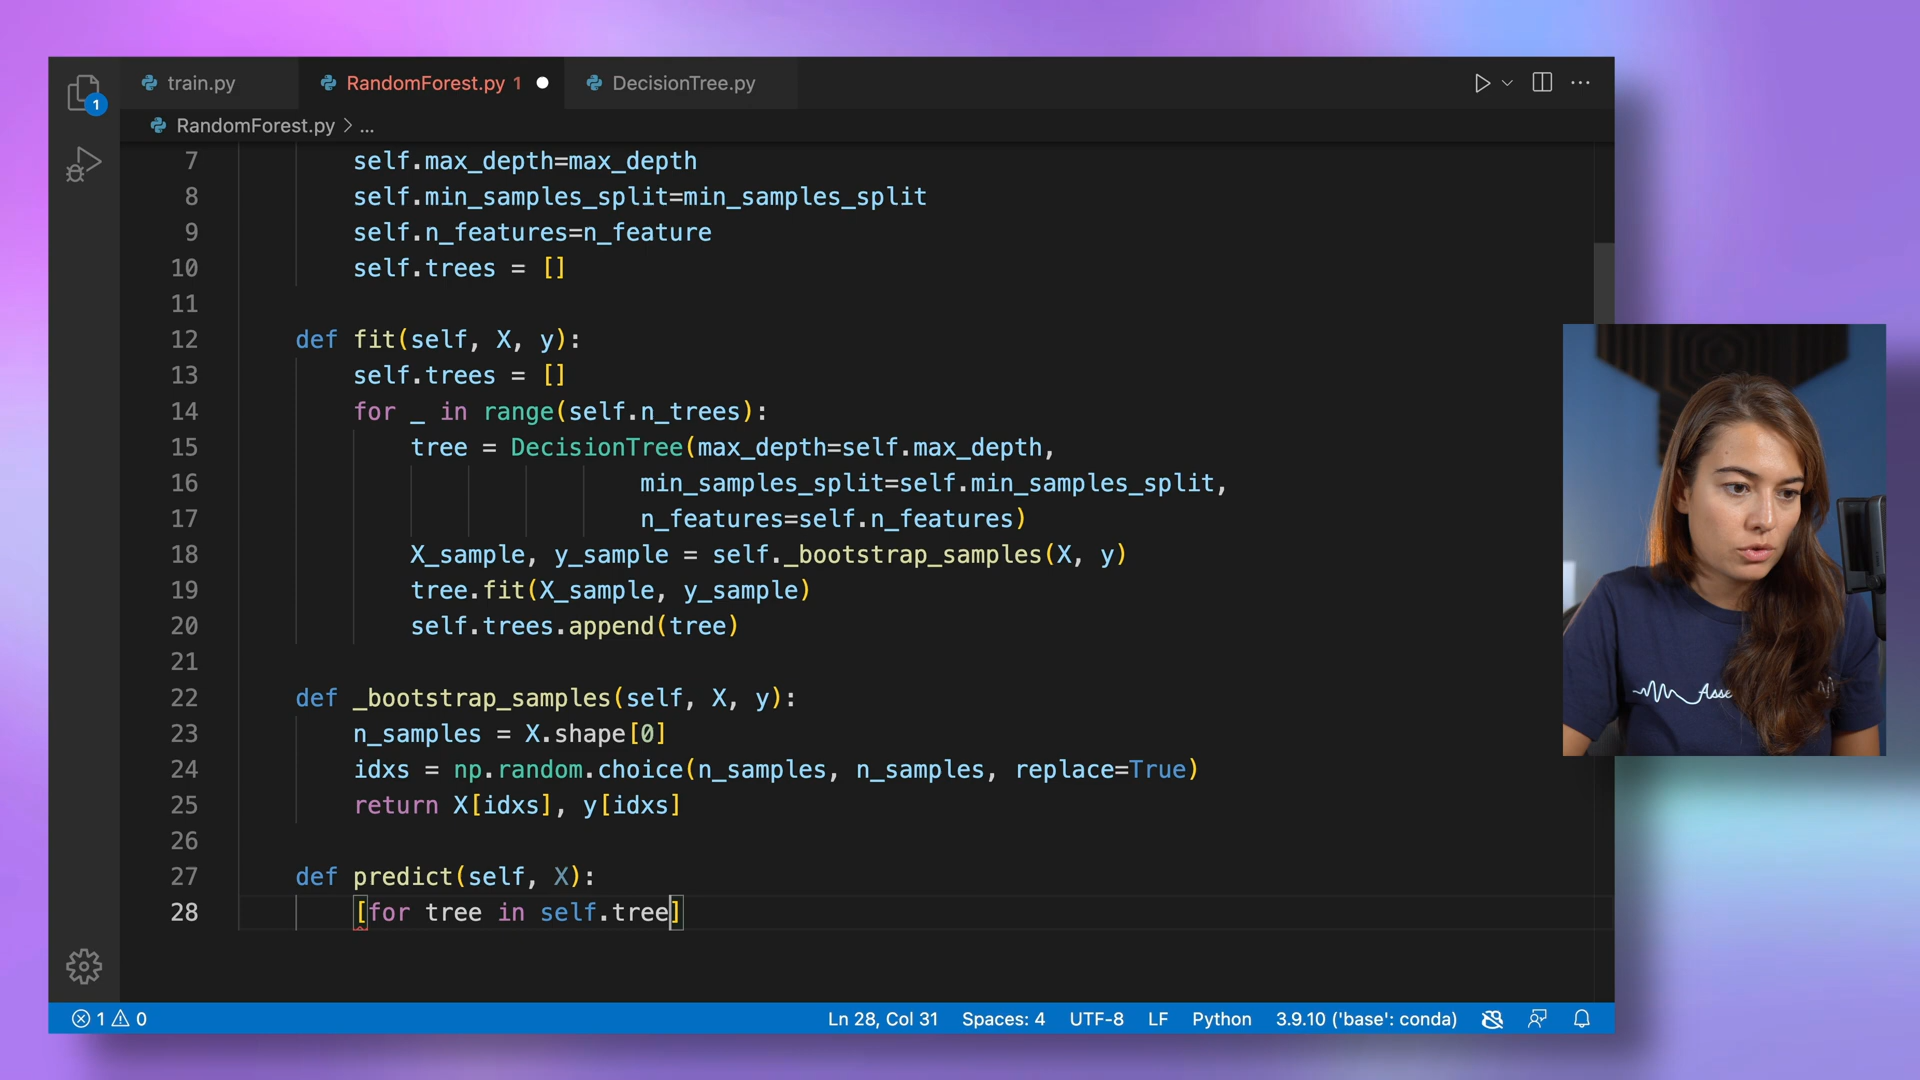 train.py
RandomForest.py 1
DecisionTree.py
RandomForest.py > ...
1
7 self.max_depth=max_depth
8 self.min_samples_split=min_samples_split
9 self.n_features=n_feature
10 self.trees = []
11
12 def fit(self, X, y):
13 self.trees = []
14 for _ in range(self.n_trees):
15 tree = DecisionTree(max_depth=self.max_depth,
16 min_samples_split=self.min_samples_split,
17 n_features=self.n_features)
18 X_sample, y_sample = self._bootstrap_samples(X, y)
19 tree.fit(X_sample, y_sample)
20 self.trees.append(tree)
21
22 def _bootstrap_samples(self, X, y):
23 n_samples = X.shape[0]
24 idxs = np.random.choice(n_samples, n_samples, replace=True)
25 return X[idxs], y[idxs]
26
27 def predict(self, X):
28 [for tree in self.tree]
1 0 Ln 28, Col 31 Spaces: 4 UTF-8 LF Python 3.9.10 ('base': conda)